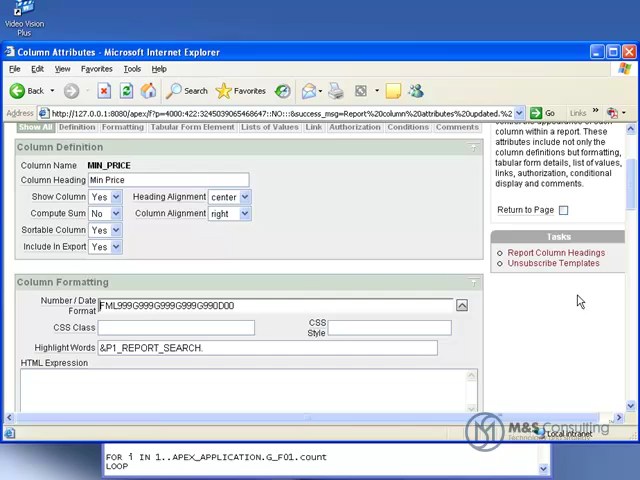 Video Vision
Plus
Column Attributes - Microsoft Internet Explorer
File Edit View Favorites Tools Help
Back Search Favorites
Address http://127.0.0.1:8080/apex/f?p=4000:422:3245039065468647::NO:::&success_msg=Report%20column%20attributes%20updated.% Go Links »
Show All Definition Formatting Tabular Form Element Lists of Values Link Authorization Conditions Comments
Column Definition
Column Name MIN_PRICE
Column Heading Min Price
Show Column Yes Heading Alignment center
Compute Sum No Column Alignment right
Sortable Column Yes
Include In Export Yes
Column Formatting
Number / Date
Format FML999G999G999G999G990D00
CSS Class CSS
Style
Highlight Words &P1_REPORT_SEARCH.
HTML Expression
column within a report. These
attributes include not only the
column definitions but formatting,
tabular form details, list of values,
links, authorization, conditional
display and comments.
Return to Page
Tasks
Report Column Headings
Unsubscribe Templates
M&S Consulting
Local intranet
FOR i IN 1..APEX_APPLICATION.G_F01.count
LOOP